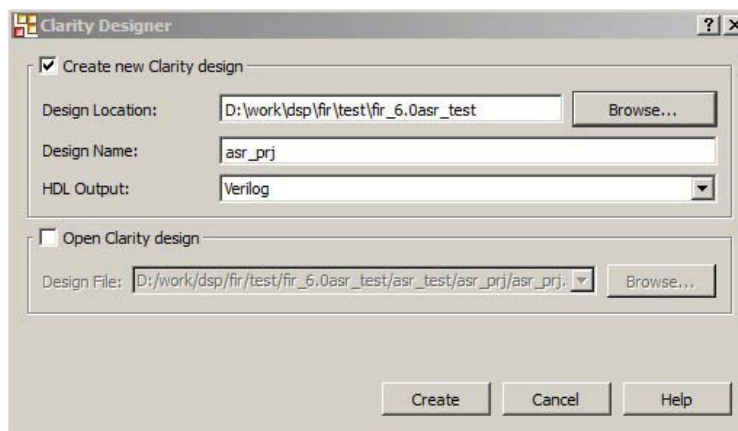 Clarity Designer
Create new Clarity design
Design Location: D:\work\dsp\fir\test\fir_6.0asr_test Browse...
Design Name: asr_prj
HDL Output: Verilog
Open Clarity design
Design File: D:/work/dsp/fir/test/fir_6.0asr_test/asr_test/asr_prj/asr_prj. Browse...
Create Cancel Help